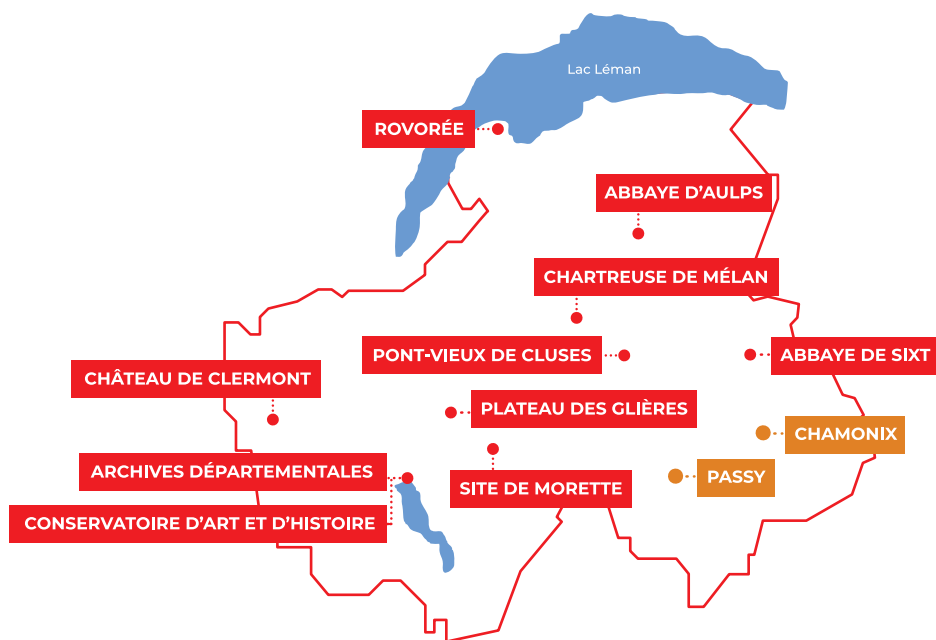 Lac Léman
ROVORÉE
ABBAYE D'AULPS
CHARTREUSE DE MÉLAN
PONT-VIEUX DE CLUSES
ABBAYE DE SIXT
CHÂTEAU DE CLERMONT
PLATEAU DES GLIÈRES
CHAMONIX
ARCHIVES DÉPARTEMENTALES
PASSY
SITE DE MORETTE
CONSERVATOIRE D'ART ET D'HISTOIRE